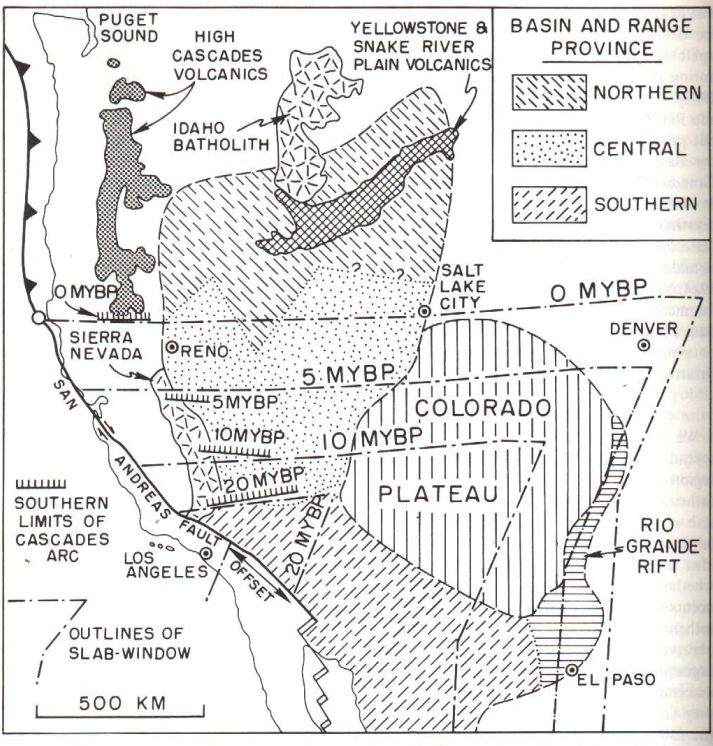 PUGET
SOUND
HIGH
CASCADES
VOLCANICS
IDAHO
BATHOLITH
YELLOWSTONE &
SNAKE RIVER
PLAIN VOLCANICS
BASIN AND RANGE
PROVINCE
NORTHERN
CENTRAL
SOUTHERN
0 MYBP
SALT
LAKE
CITY
0 MYBP
DENVER
SIERRA
NEVADA
RENO
5 MYBP
5 MYBP
COLORADO
PLATEAU
10 MYBP
10 MYBP
20 MYBP
20 MYBP
SAN ANDREAS FAULT
OFFSET
SOUTHERN
LIMITS OF
CASCADES
ARC
LOS
ANGELES
RIO
GRANDE
RIFT
OUTLINES OF
SLAB-WINDOW
EL PASO
500 KM
? ?